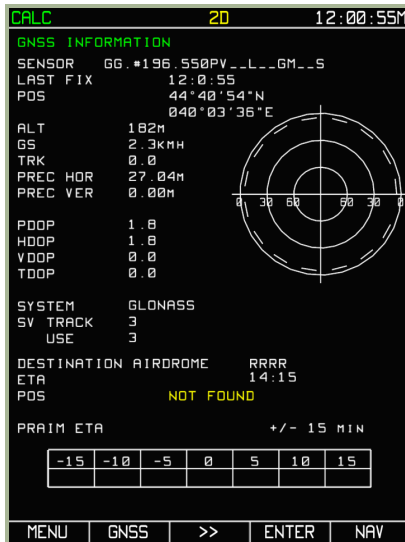 CALC 2D 12:00:55M
GNSS INFORMATION
SENSOR GG.#196.550PV__L__GM__S
LAST FIX 12:0:55
POS 44°40'54"N
040°03'36"E
ALT 182M
GS 2.3KMH
TRK 0.0
PREC HOR 27.04M
PREC VER 0.00M
0 30 60 60 30 0
PDOP 1.8
HDOP 1.8
VDOP 0.0
TDOP 0.0
SYSTEM GLONASS
SV TRACK 3
USE 3
DESTINATION AIRDROME RRRR
ETA 14:15
POS NOT FOUND
PRAIM ETA +/- 15 MIN
-15 -10 -5 0 5 10 15
MENU GNSS >> ENTER NAV